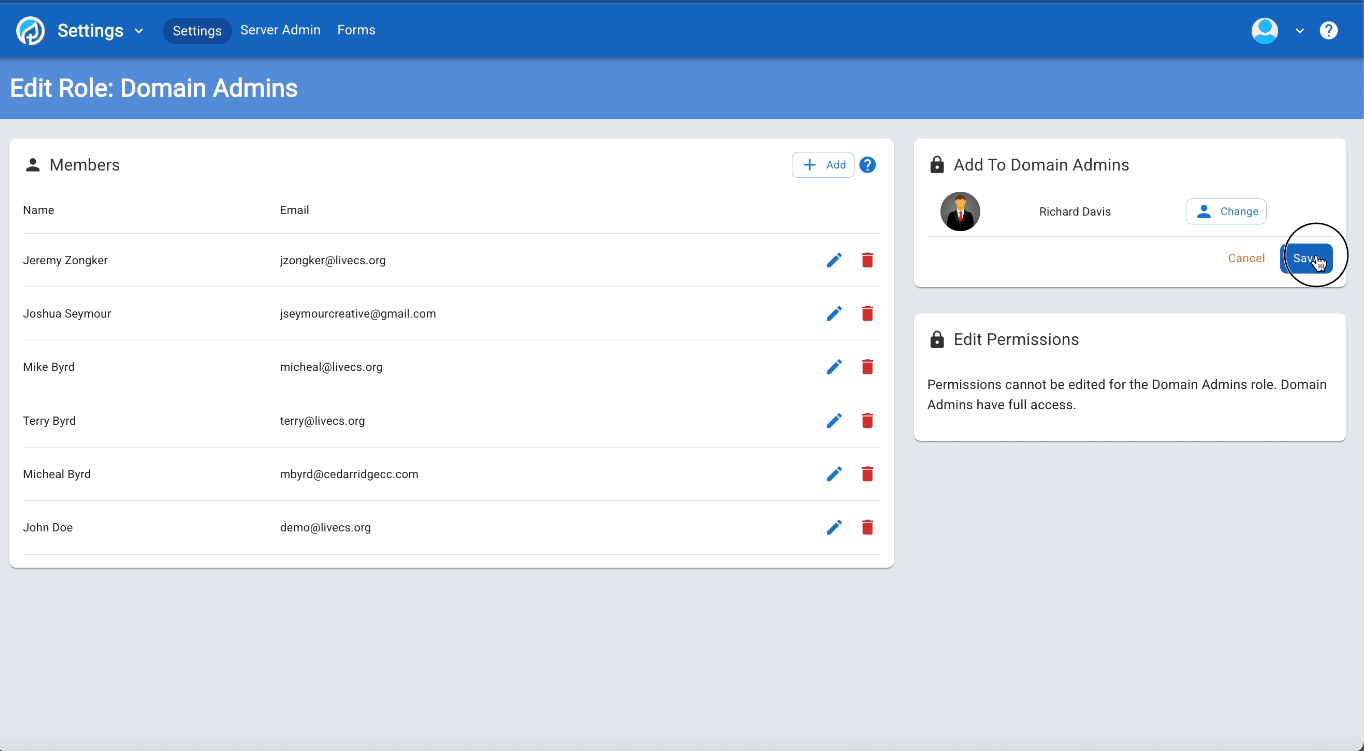 Settings Settings Server Admin Forms
Edit Role: Domain Admins
Members Add
Name Email
Jeremy Zongker jzongker@livecs.org
Joshua Seymour jseymourcreative@gmail.com
Mike Byrd micheal@livecs.org
Terry Byrd terry@livecs.org
Micheal Byrd mbyrd@cedarridgecc.com
John Doe demo@livecs.org
Add To Domain Admins
Richard Davis Change
Cancel
Edit Permissions
Permissions cannot be edited for the Domain Admins role. Domain
Admins have full access.